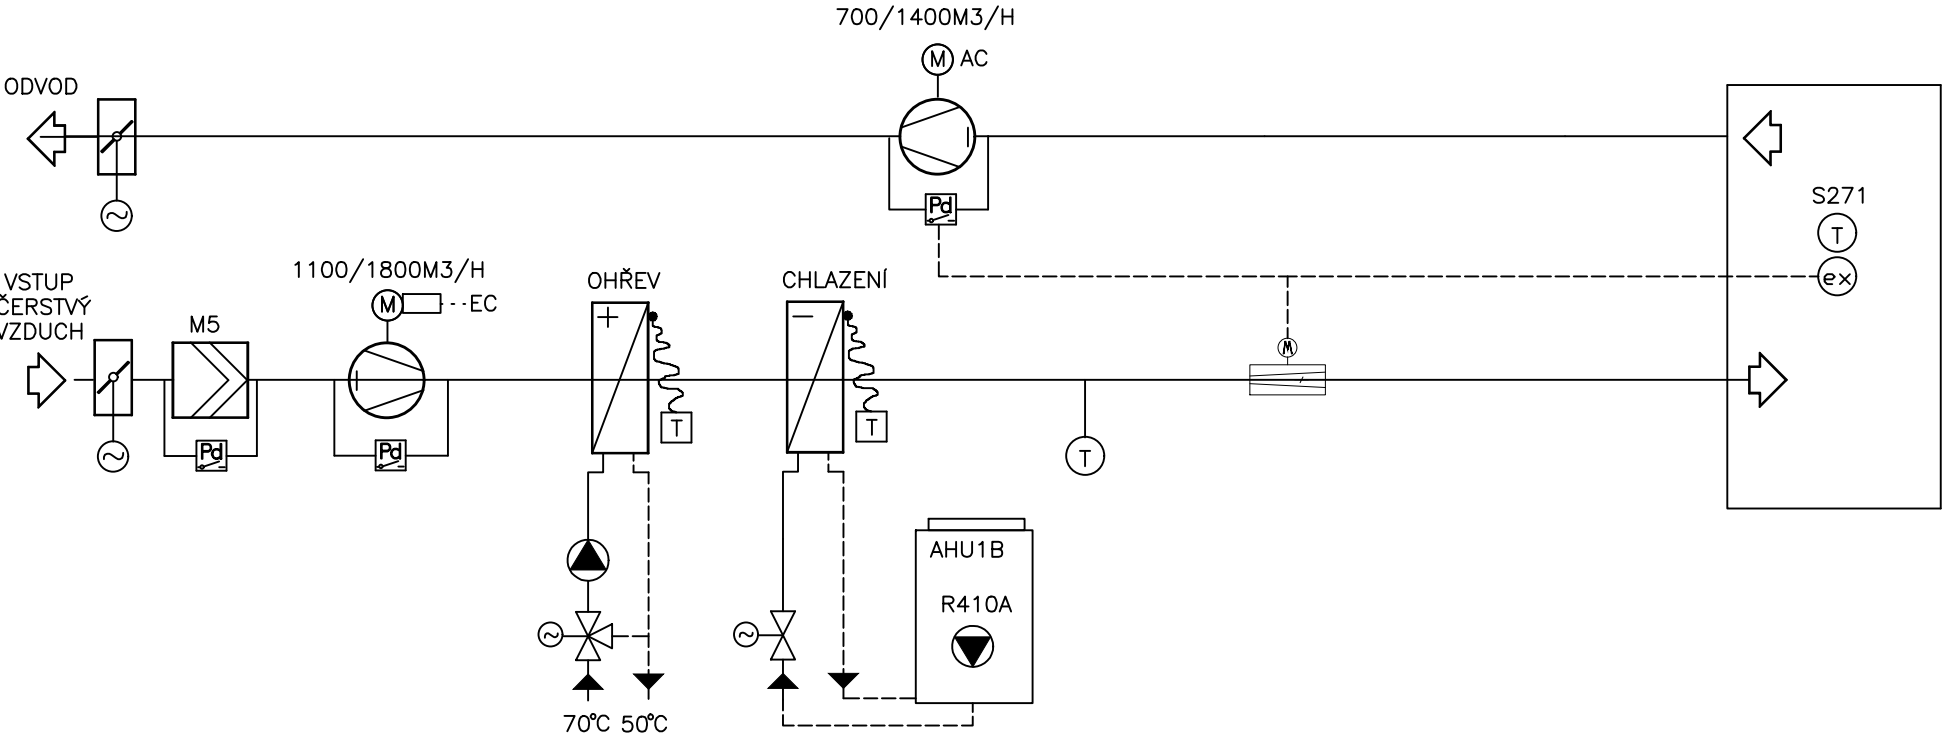 700/1400M3/H
M AC
ODVOD
Pd
S271
T
ex
VSTUP
ČERSTVÝ
VZDUCH
1100/1800M3/H
M EC
M5
OHŘEV
CHLAZENÍ
M
Pd
Pd
T
T
T
AHU1B
R410A
70°C 50°C